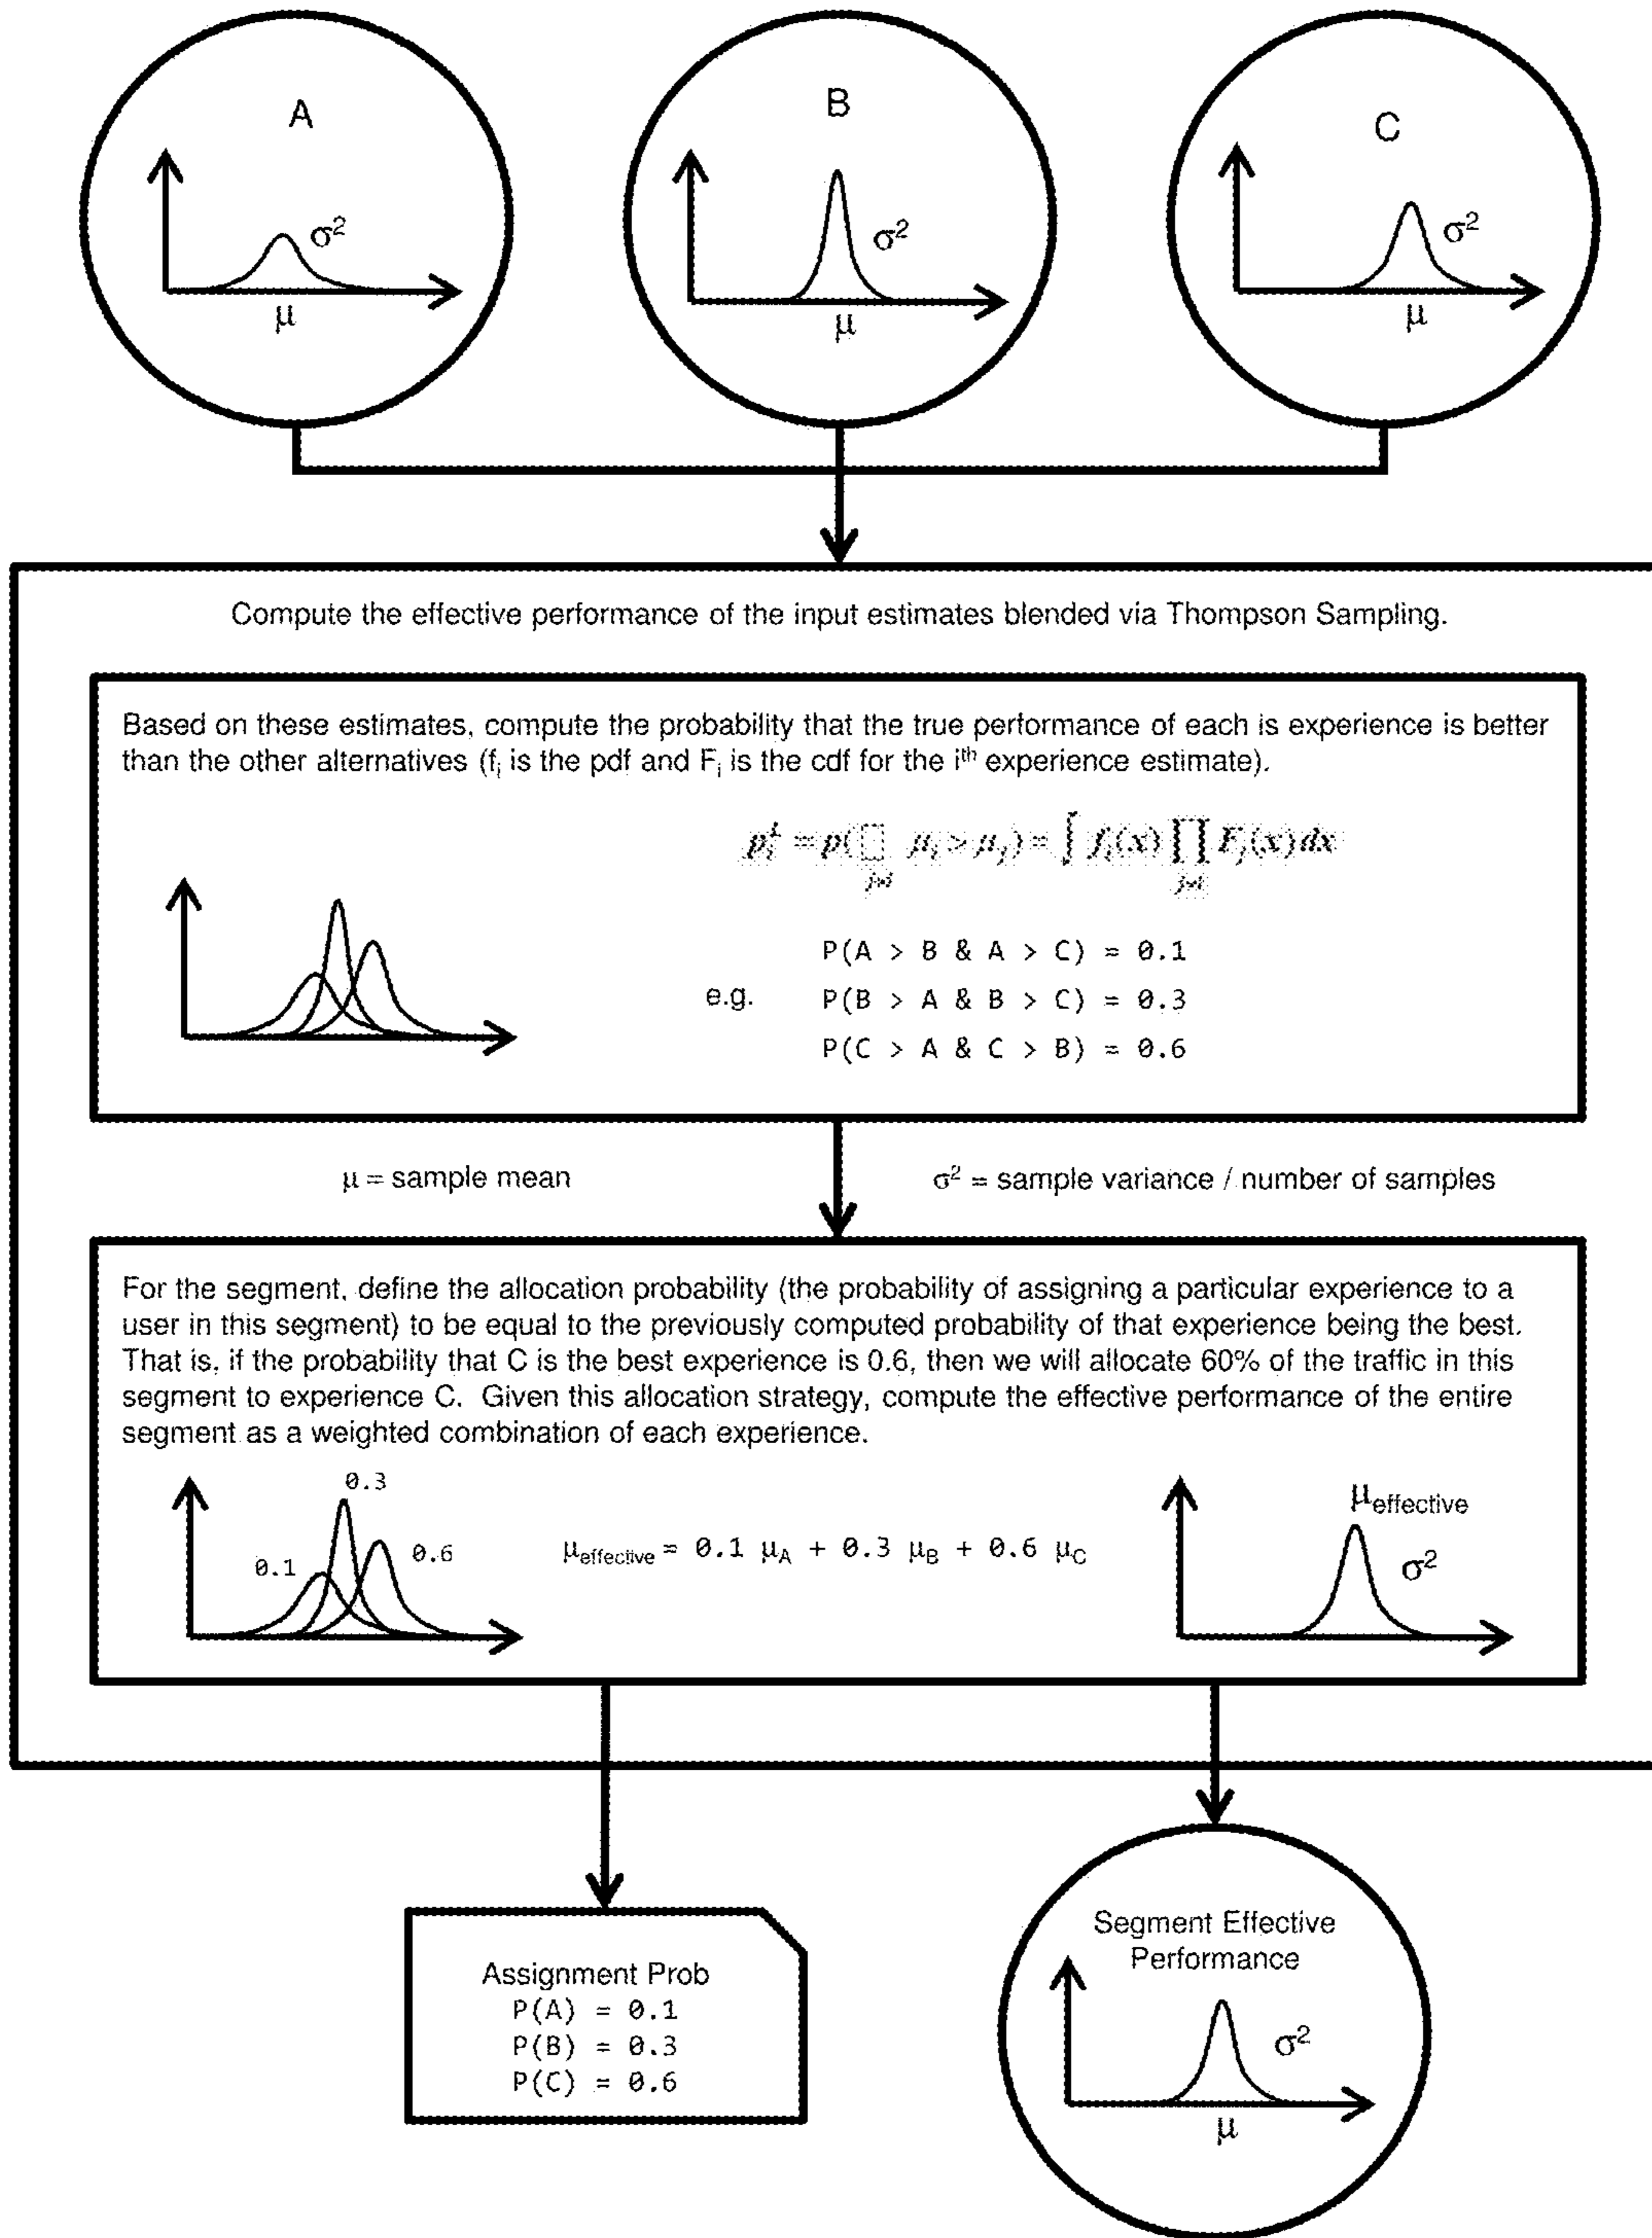 A
σ²
μ
B
σ²
μ
C
σ²
μ
Compute the effective performance of the input estimates blended via Thompson Sampling.
Based on these estimates, compute the probability that the true performance of each is experience is better
than the other alternatives (fᵢ is the pdf and Fᵢ is the cdf for the iᵗʰ experience estimate).
μᵢ > μⱼ) = ∫ fᵢ(x) ∏ Fⱼ(x) dx
P(A > B & A > C) = 0.1
e.g.
P(B > A & B > C) = 0.3
P(C > A & C > B) = 0.6
μ = sample mean
σ² = sample variance / number of samples
For the segment, define the allocation probability (the probability of assigning a particular experience to a
user in this segment) to be equal to the previously computed probability of that experience being the best.
That is, if the probability that C is the best experience is 0.6, then we will allocate 60% of the traffic in this
segment to experience C. Given this allocation strategy, compute the effective performance of the entire
segment as a weighted combination of each experience.
0.3
0.1
0.6
μeffective = 0.1 μA + 0.3 μB + 0.6 μC
μeffective
σ²
Assignment Prob
P(A) = 0.1
P(B) = 0.3
P(C) = 0.6
Segment Effective
Performance
σ²
μ